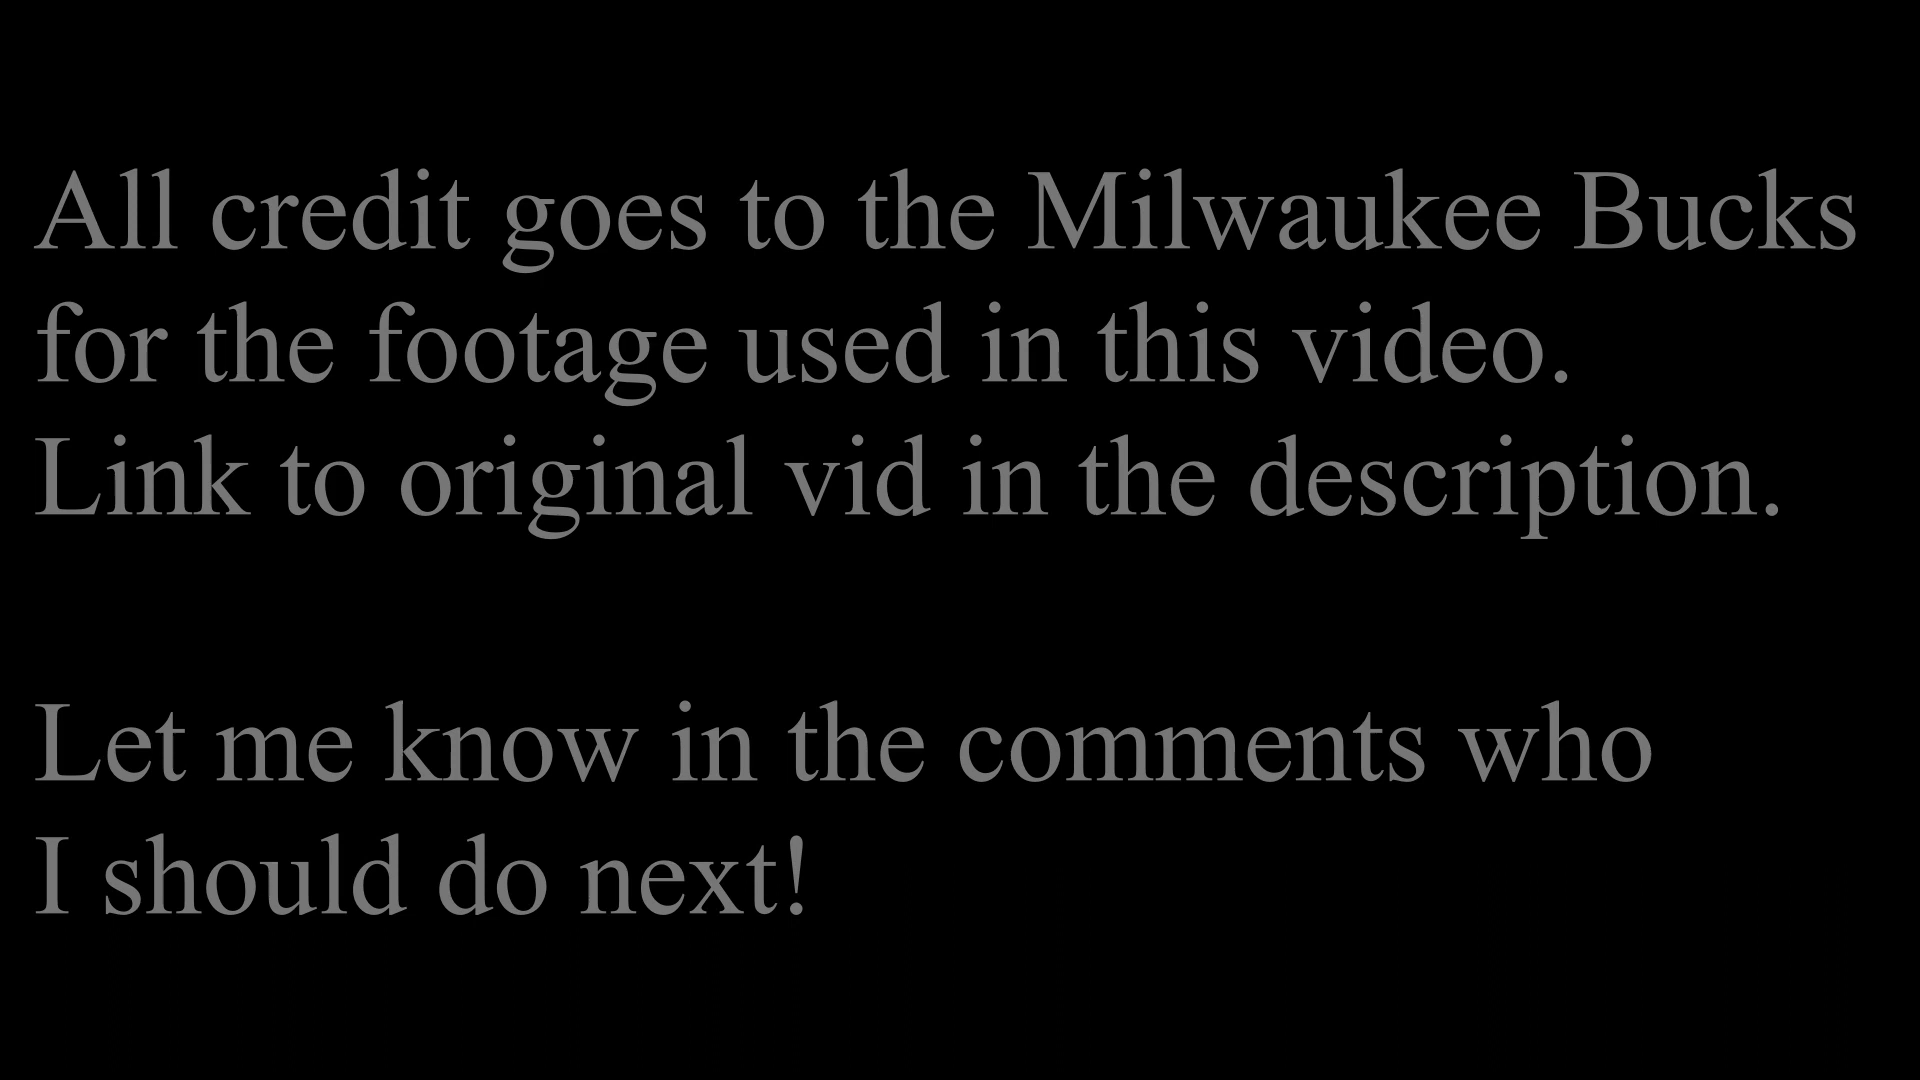 All credit goes to the Milwaukee Bucks
for the footage used in this video.
Link to original vid in the description.
Let me know in the comments who
I should do next!